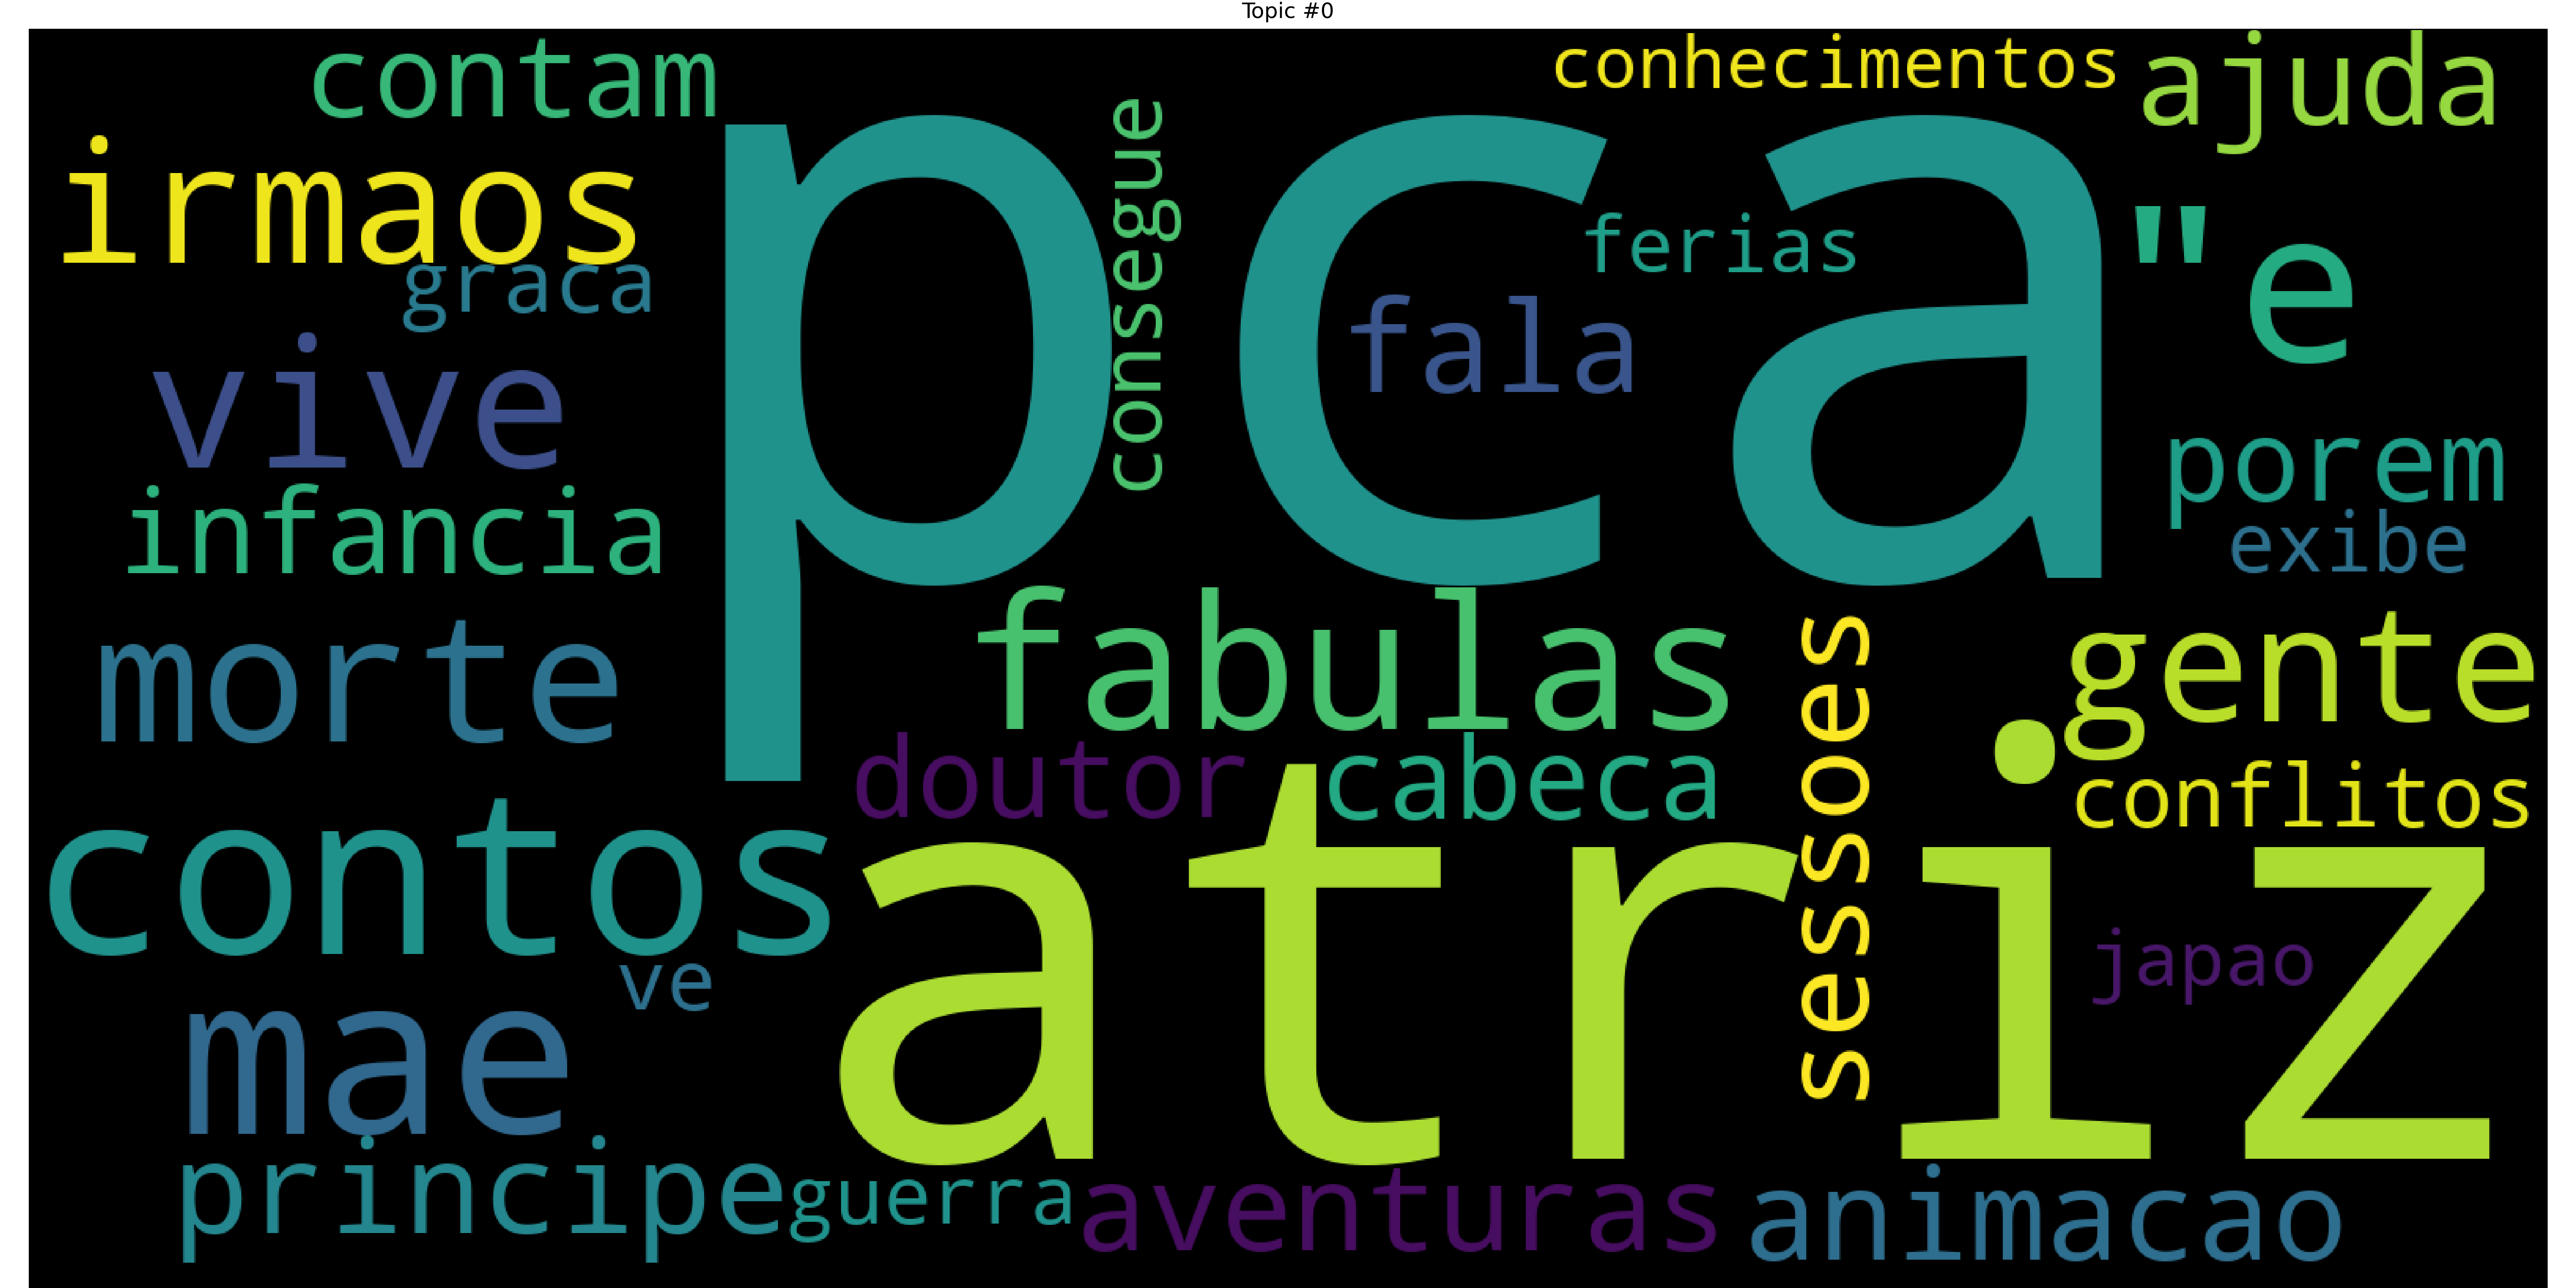 Topic #0
contam
conhecimentos
ajuda
irmaos
pca
consegue
"e
graca
ferias
fala
vive
porem
infancia
exibe
morte
fabulas
sessoes
gente
doutor
cabeca
conflitos
contos
atriz
ve
japao
mae
principe
guerra
aventuras
animacao